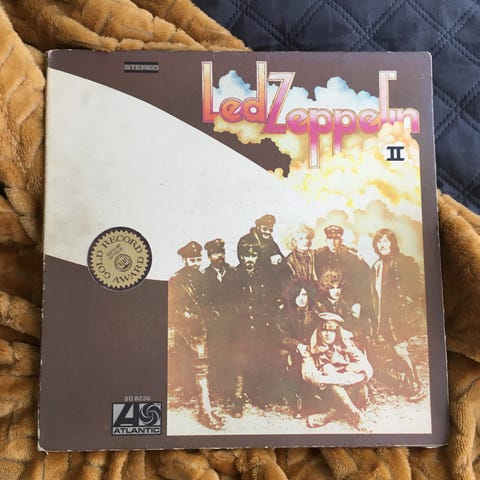 STEREO
Led Zeppelin
II
GOLD RECORD
AWARD
SD 8236
ATLANTIC